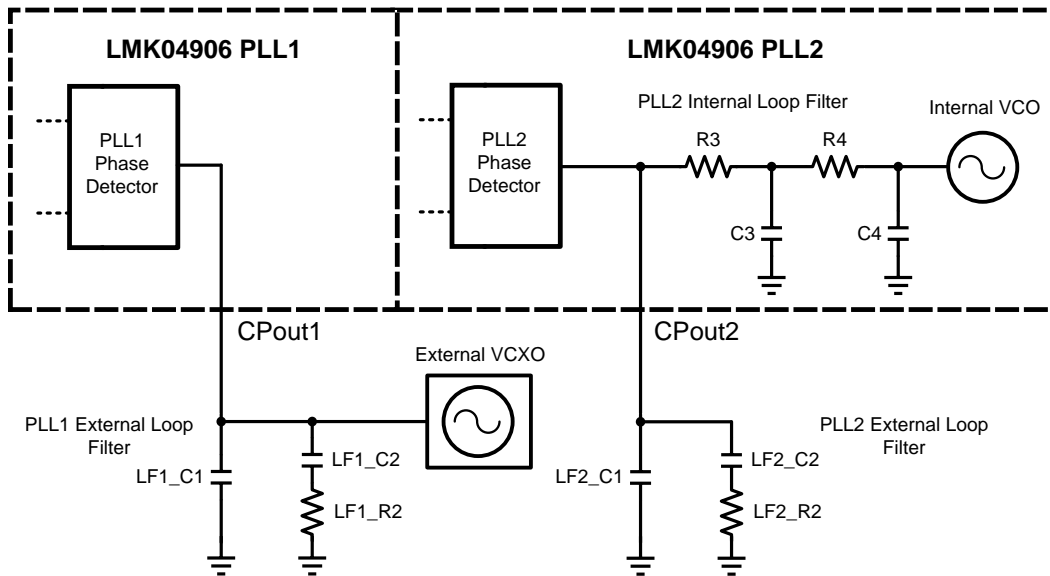 LMK04906 PLL1
LMK04906 PLL2
PLL1
Phase
Detector
PLL2
Phase
Detector
PLL2 Internal Loop Filter
Internal VCO
R3
R4
C3
C4
CPout1
CPout2
External VCXO
PLL1 External Loop
Filter
LF1_C1
LF1_C2
LF1_R2
LF2_C1
LF2_C2
LF2_R2
PLL2 External Loop
Filter